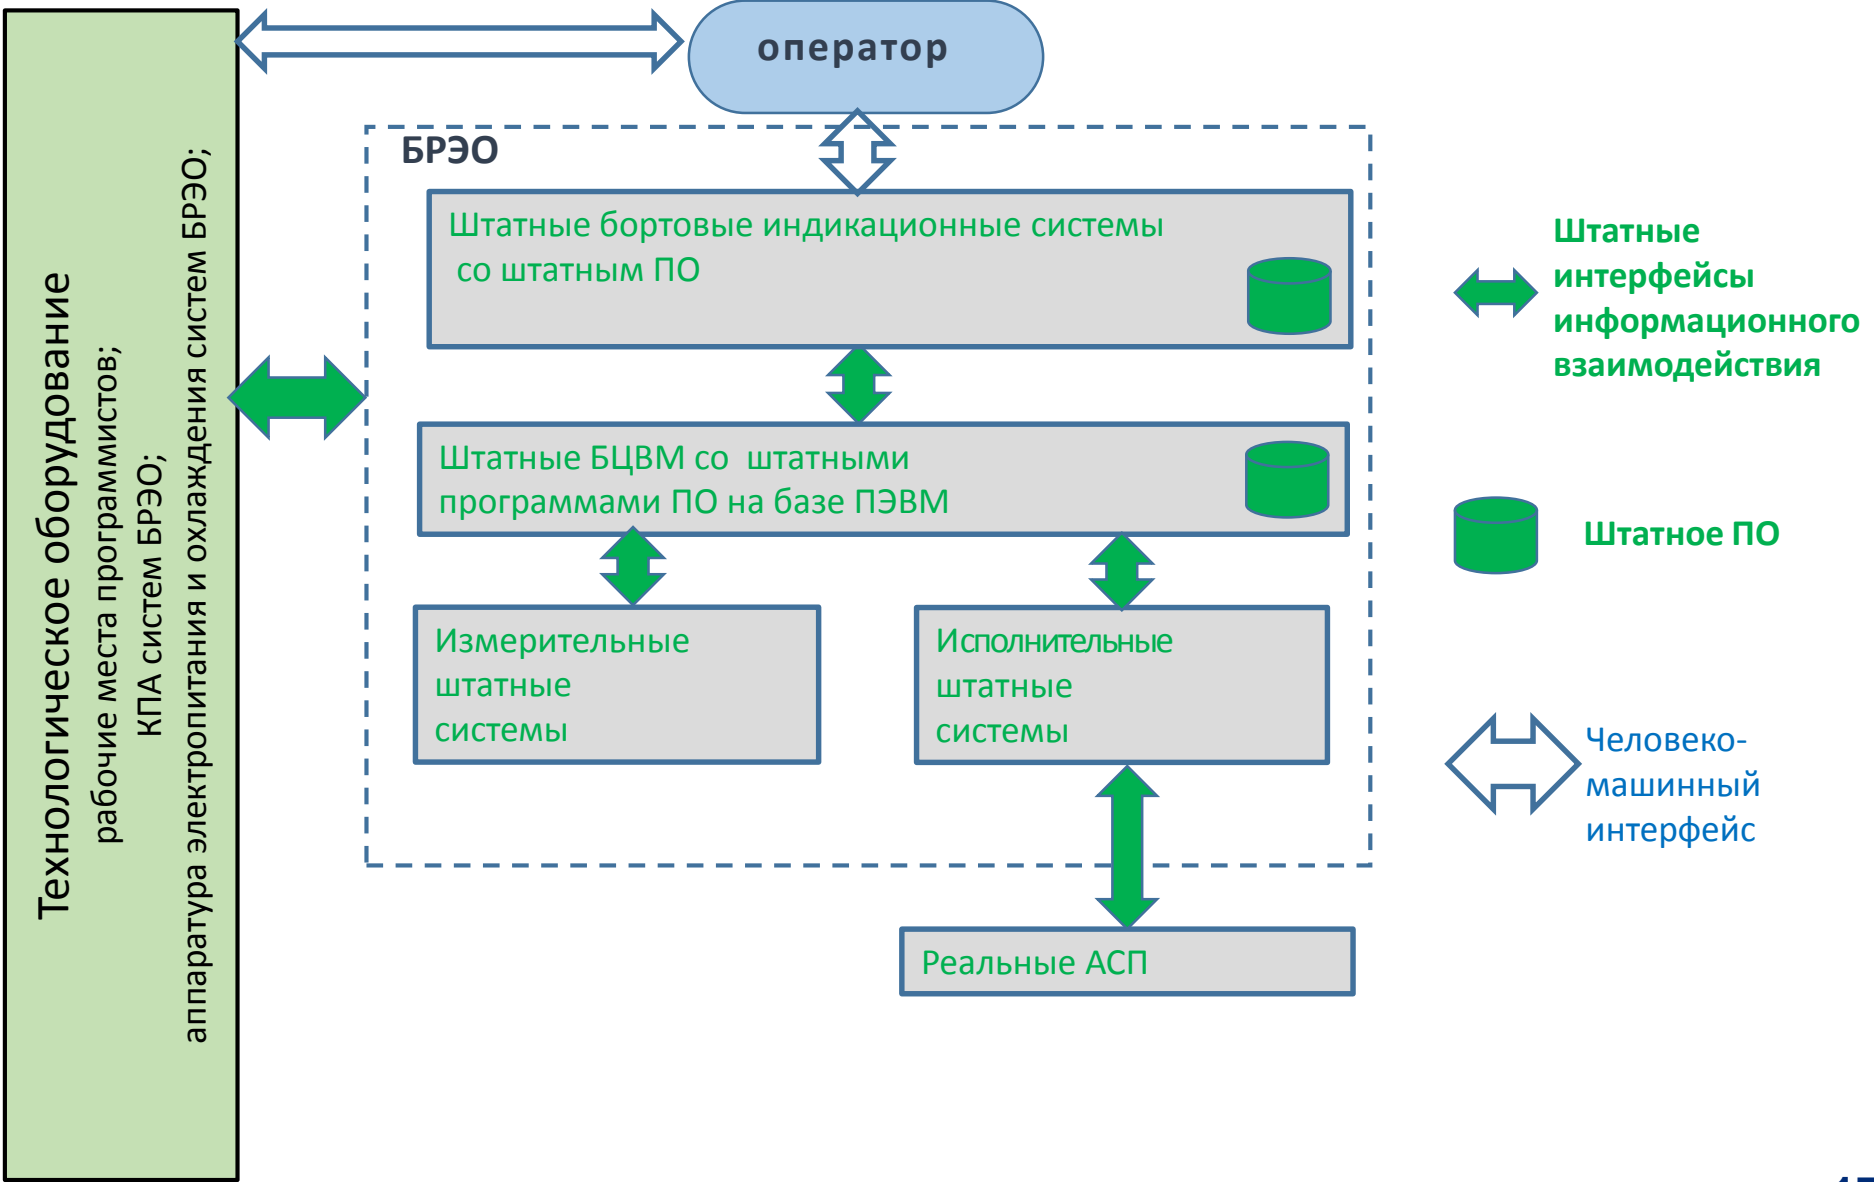 оператор
БРЭО
Технологическое оборудование
рабочие места программистов;
КПА систем БРЭО;
аппаратура электропитания и охлаждения систем БРЭО;
Штатные бортовые индикационные системы
со штатным ПО
Штатные БЦВМ со штатными
программами ПО на базе ПЭВМ
Измерительные
штатные
системы
Исполнительные
штатные
системы
Реальные АСП
Штатные
интерфейсы
информационного
взаимодействия
Штатное ПО
Человеко-
машинный
интерфейс